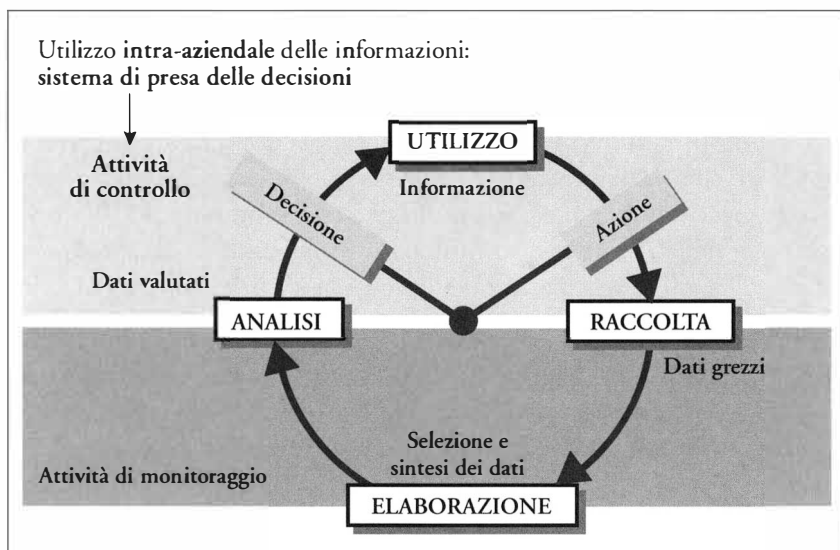 Utilizzo intra-aziendale delle informazioni:
sistema di presa delle decisioni
Attività
di controllo
UTILIZZO
Informazione
Decisione
Azione
Dati valutati
ANALISI
RACCOLTA
Dati grezzi
Selezione e
sintesi dei dati
Attività di monitoraggio
ELABORAZIONE